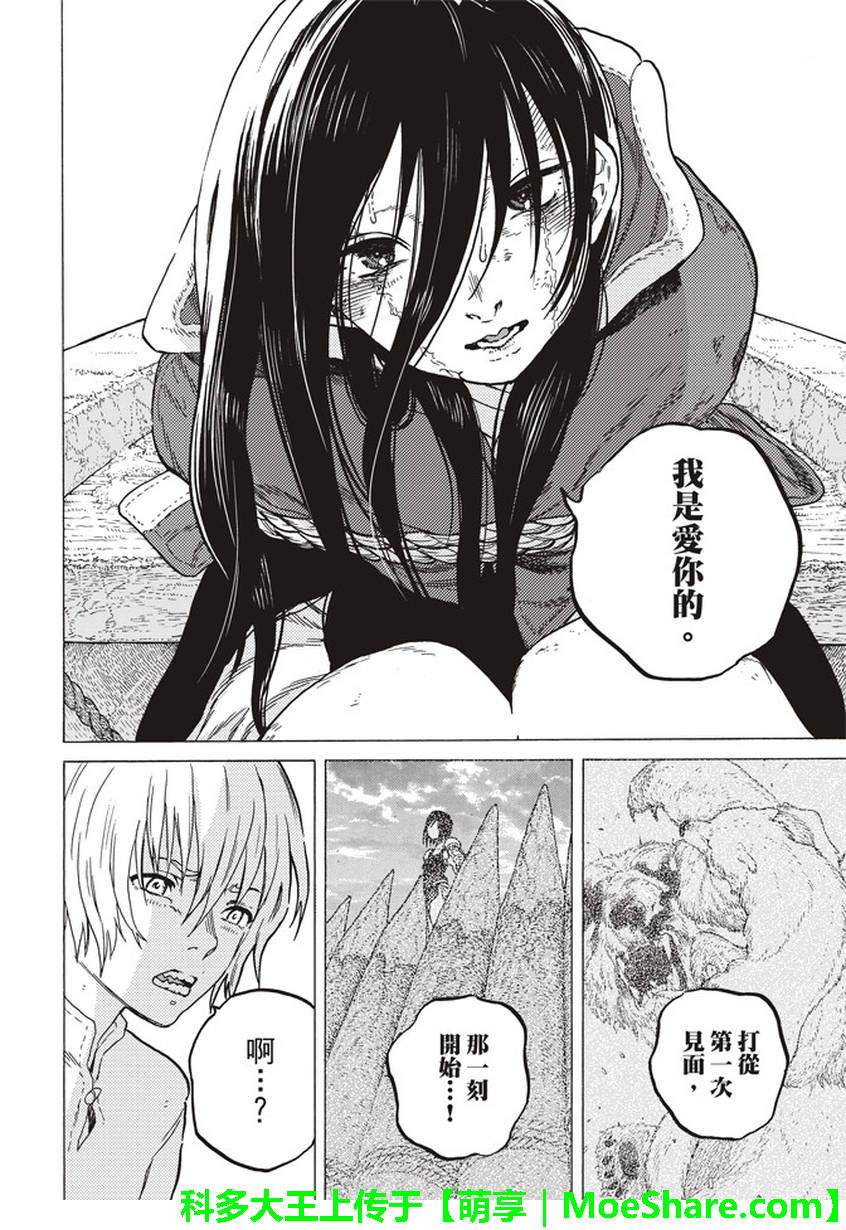 我是愛你的。
打從
第一次
見面，
那一刻
開始…！
啊…？
科多大王上传于【萌享｜MoeShare.com】